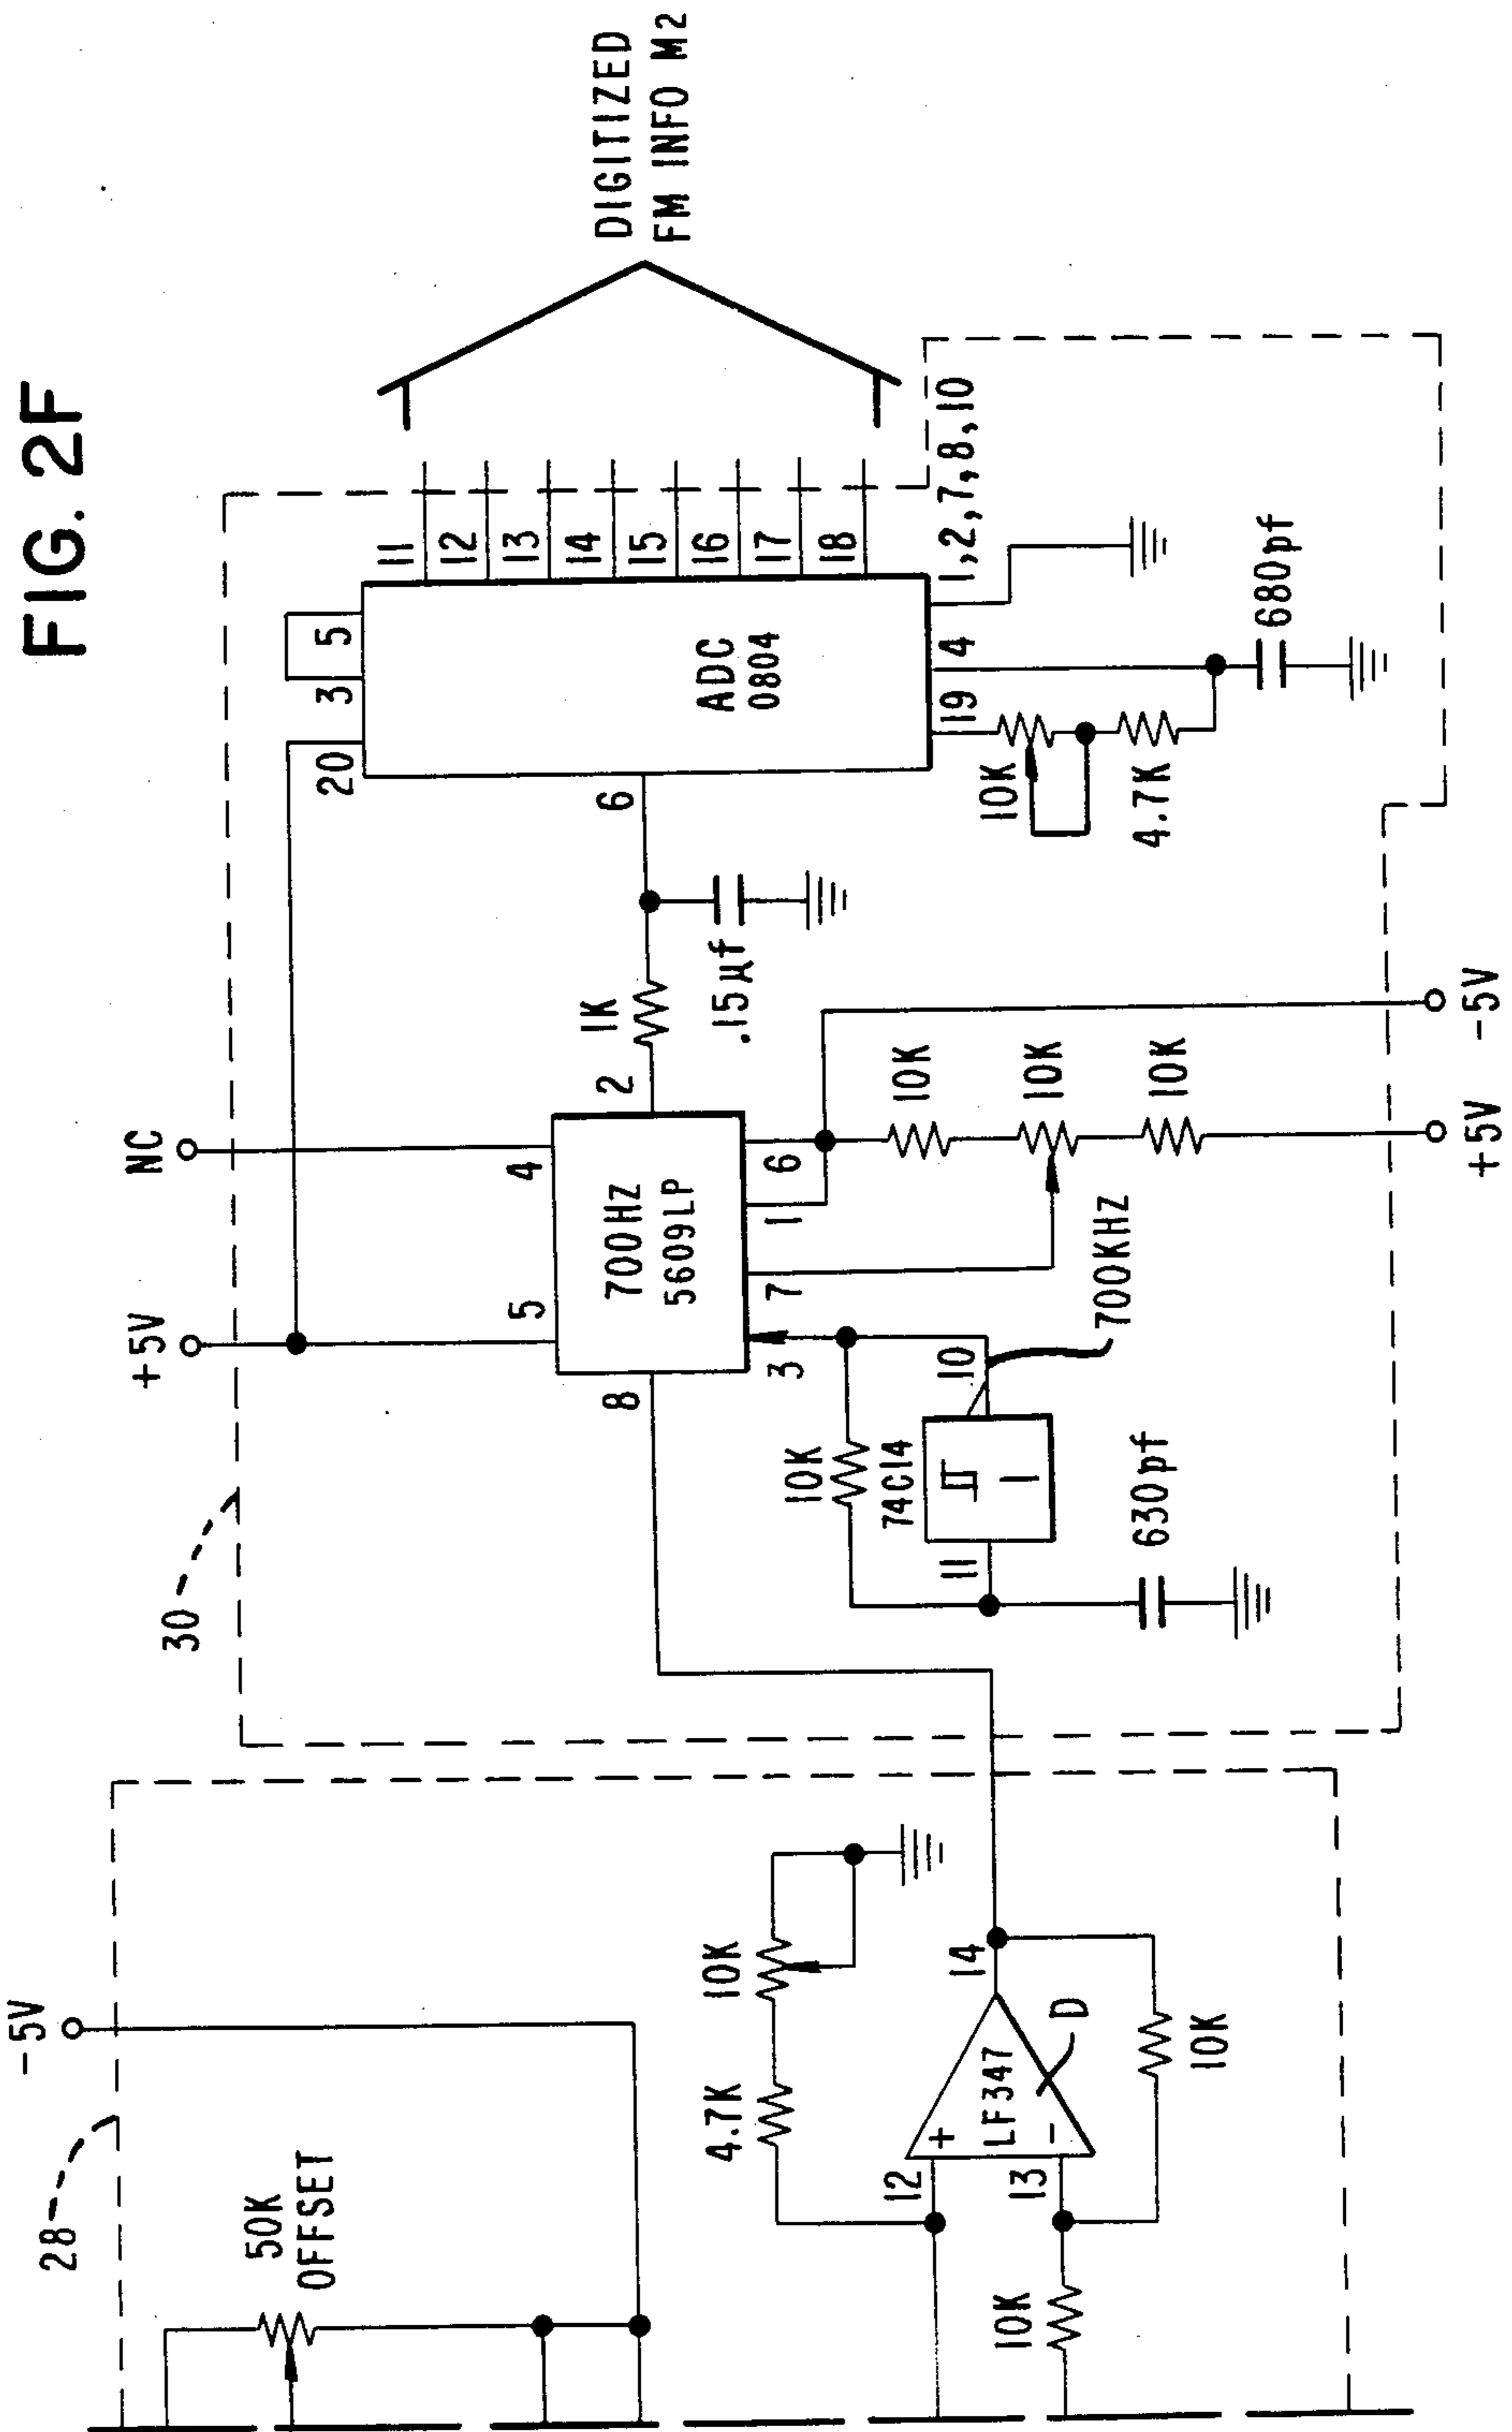 FIG. 2F
28
-5V
50K
OFFSET
4.7K
10K
12
13
+
-
LF347
14
D
10K
10K
30
+5V
NC
5
4
8
700HZ
5609LP
2
3
7
1
6
10K
74C14
11
1
10
630pf
700KHZ
10K
10K
10K
+5V
-5V
1K
.15µf
20
3
5
6
ADC
0804
11
12
13
14
15
16
17
18
19
4
1,2,7,8,10
10K
4.7K
680pf
DIGITIZED
FM INFO M2